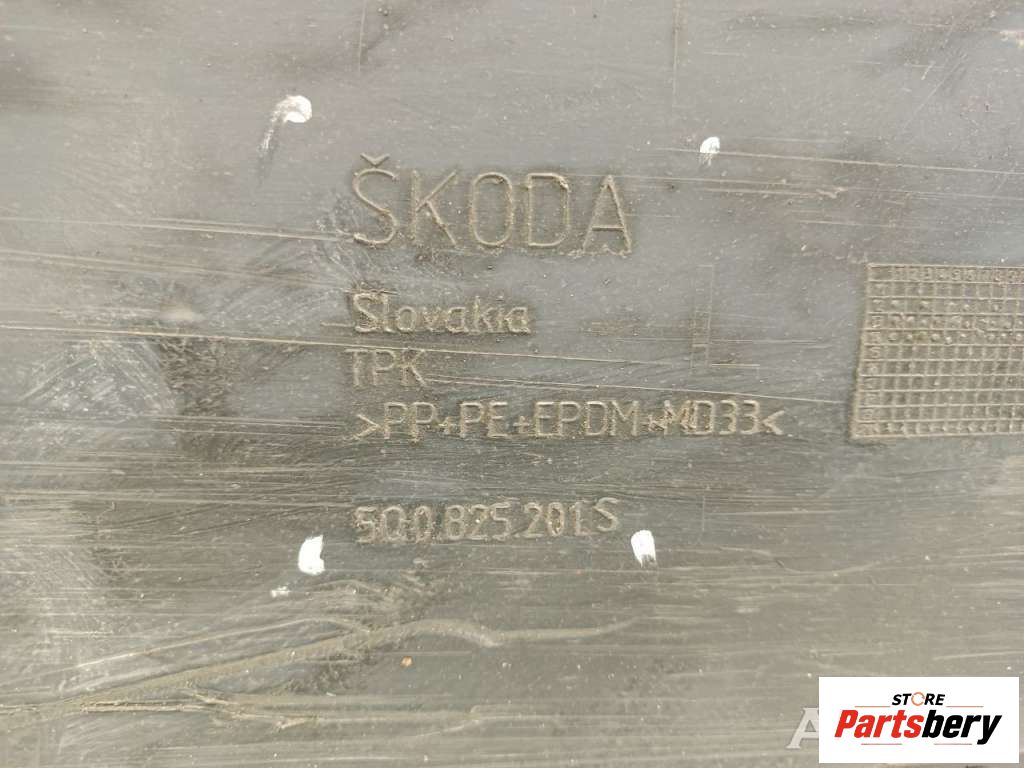 ŠKODA
Slovakia
L
TPK
>PP+PE+EPDM+MD33<
5Q0.825.201 S
STORE
Partsbery